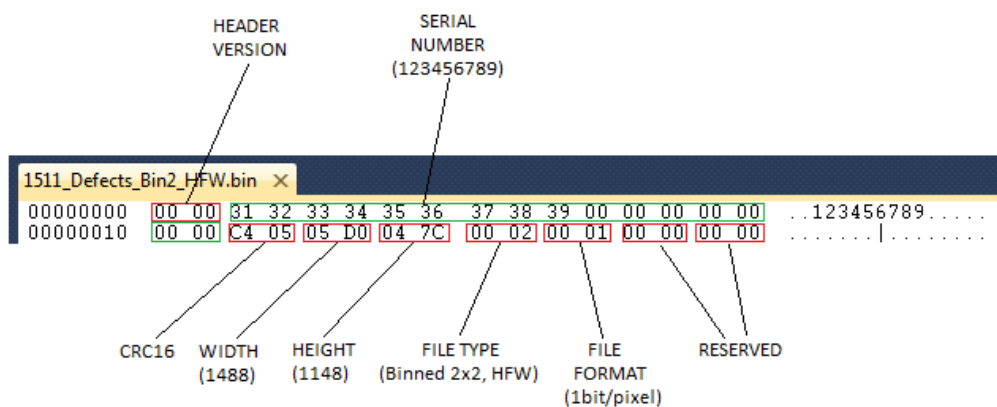 HEADER
VERSION
SERIAL
NUMBER
(123456789)
1511_Defects_Bin2_HFW.bin X
00000000 00 00 31 32 33 34 35 36 37 38 39 00 00 00 00 00 ..123456789.....
00000010 00 00 C4 05 05 D0 04 7C 00 02 00 01 00 00 00 00 .......|........
CRC16
WIDTH
(1488)
HEIGHT
(1148)
FILE TYPE
(Binned 2x2, HFW)
FILE
FORMAT
(1bit/pixel)
RESERVED